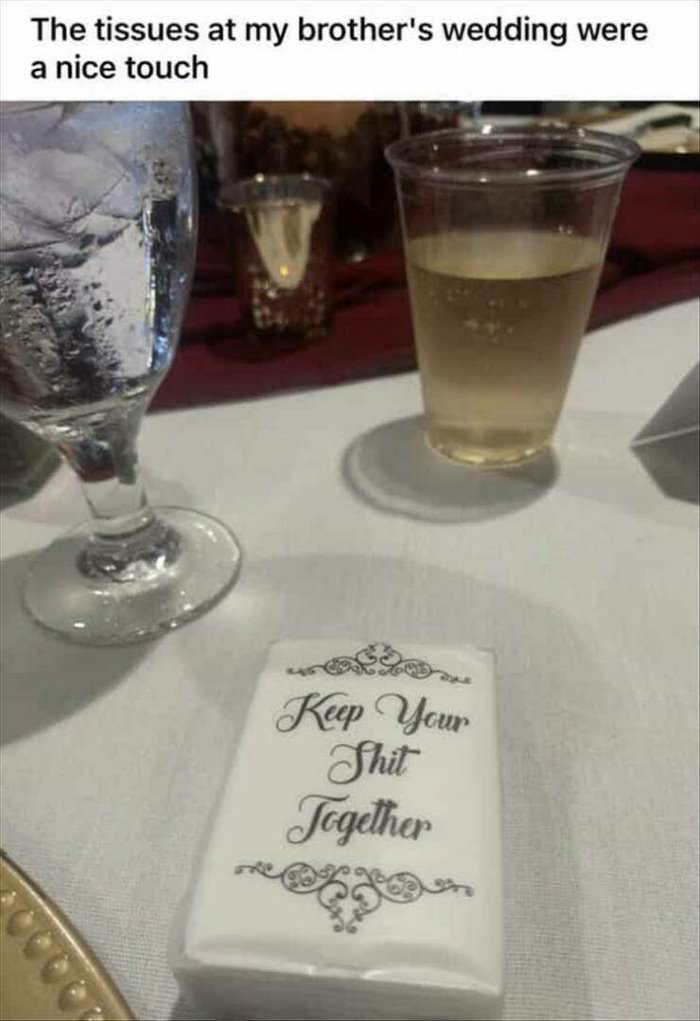 The tissues at my brother's wedding were
a nice touch
Keep Your
Shit
Together